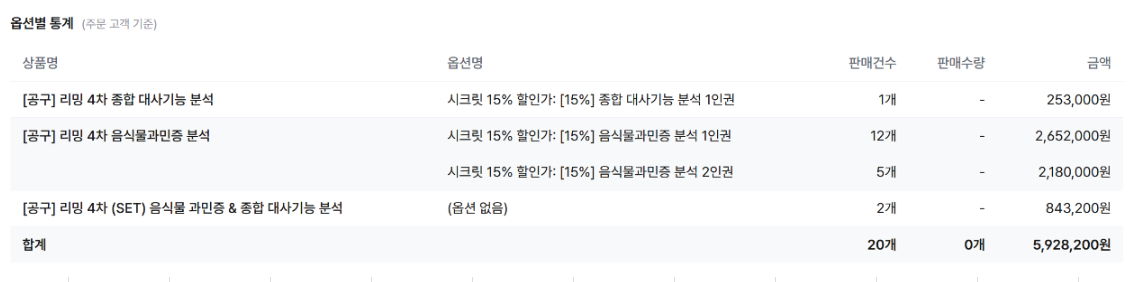 옵션별 통계 (주문 고객 기준)
상품명 옵션명 판매건수 판매수량 금액
[공구] 리밍 4차 종합 대사기능 분석 시크릿 15% 할인가: [15%] 종합 대사기능 분석 1인권 1개 - 253,000원
[공구] 리밍 4차 음식물과민증 분석 시크릿 15% 할인가: [15%] 음식물과민증 분석 1인권 12개 - 2,652,000원
시크릿 15% 할인가: [15%] 음식물과민증 분석 2인권 5개 - 2,180,000원
[공구] 리밍 4차 (SET) 음식물 과민증 & 종합 대사기능 분석 (옵션 없음) 2개 - 843,200원
합계 20개 0개 5,928,200원